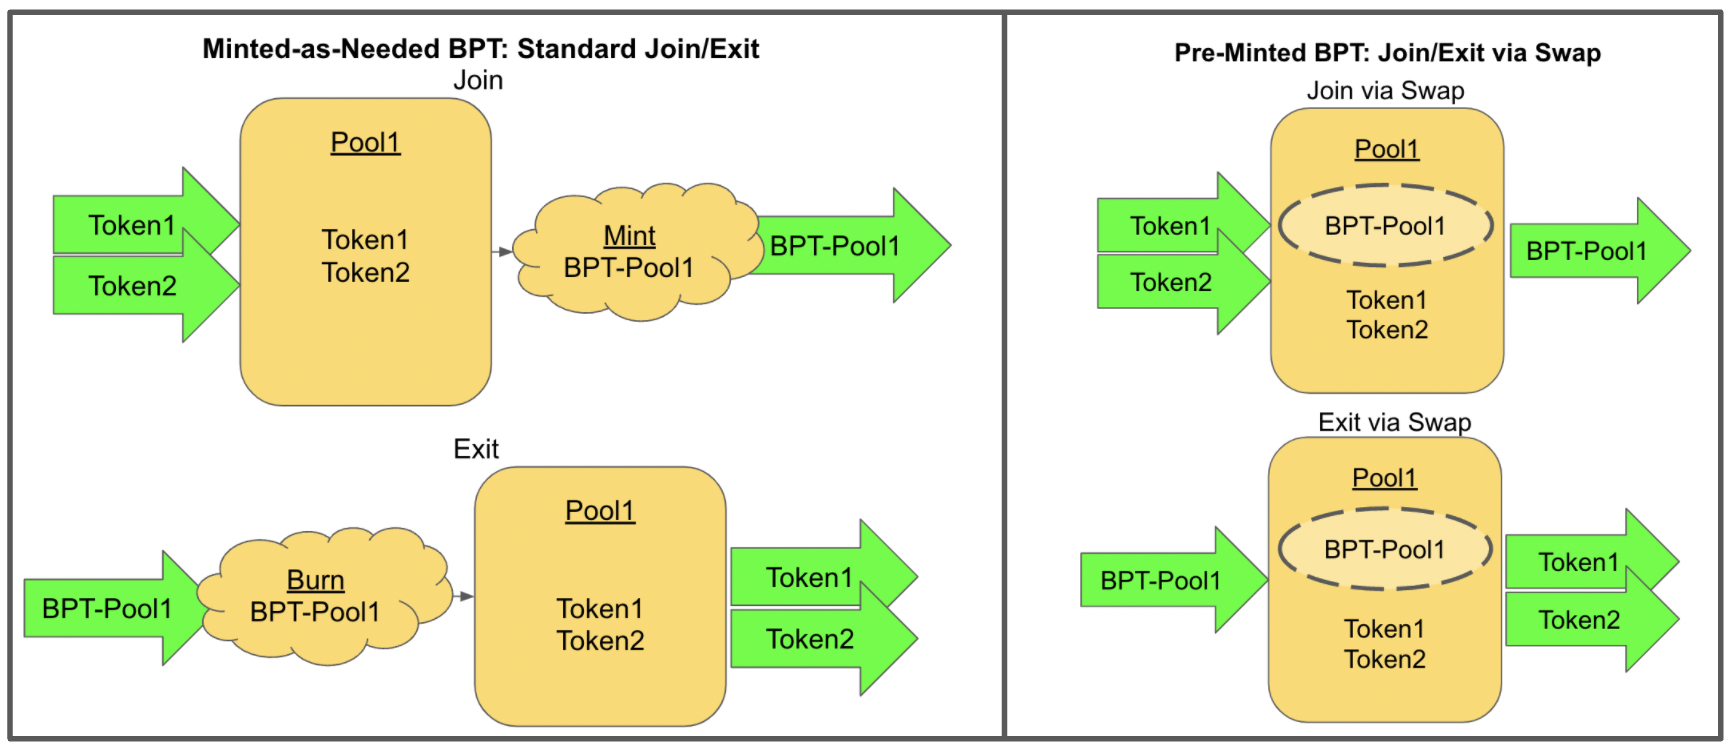 Minted-as-Needed BPT: Standard Join/Exit
Join
Pool1
Token1
Token2
Token1
Token2
Mint
BPT-Pool1
BPT-Pool1
Exit
BPT-Pool1
Burn
BPT-Pool1
Pool1
Token1
Token2
Token1
Token2
Pre-Minted BPT: Join/Exit via Swap
Join via Swap
Token1
Token2
Pool1
BPT-Pool1
Token1
Token2
BPT-Pool1
Exit via Swap
BPT-Pool1
Pool1
BPT-Pool1
Token1
Token2
Token1
Token2